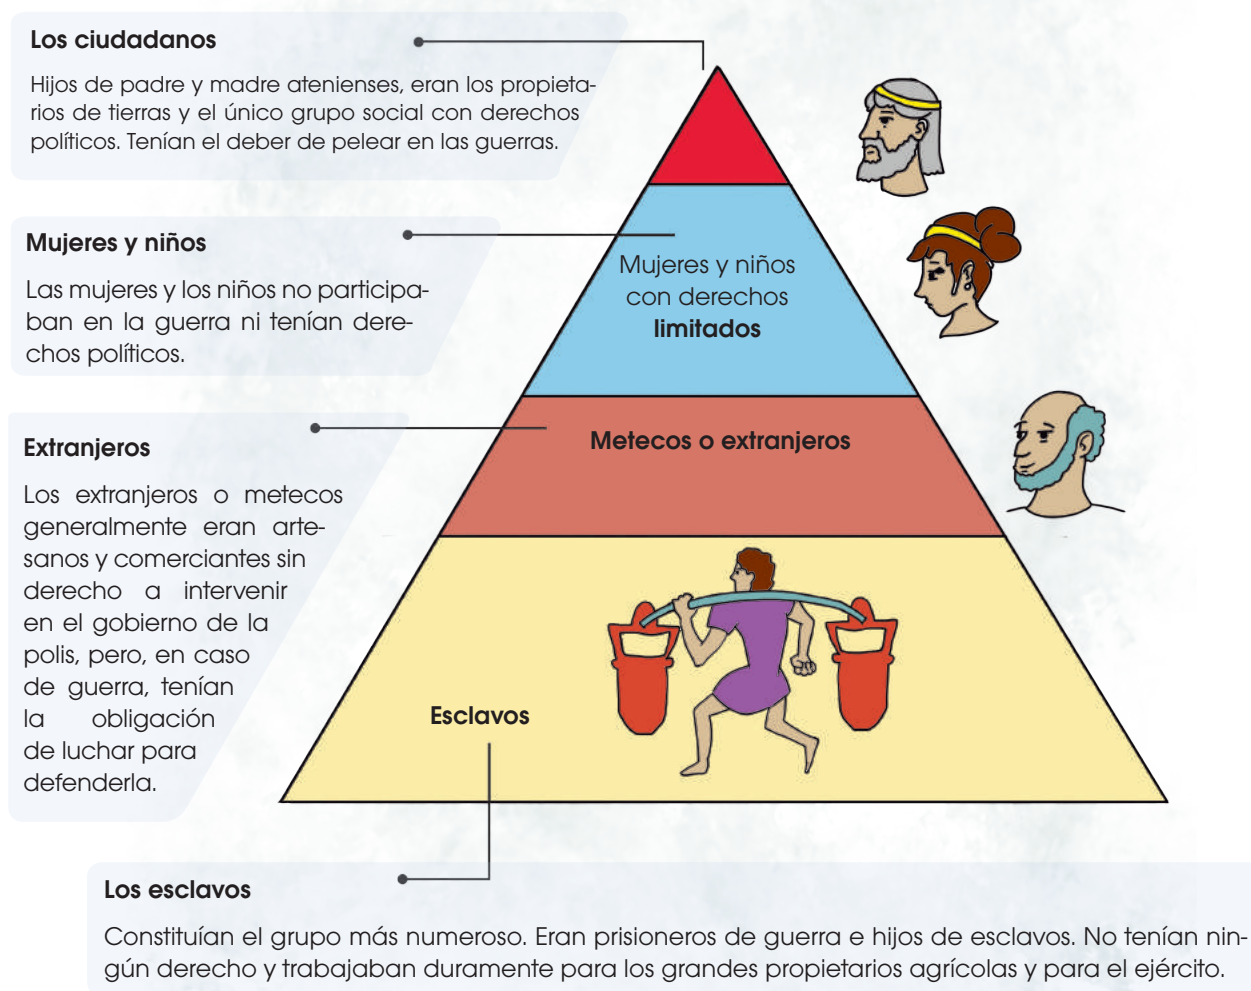 Los ciudadanos
Hijos de padre y madre atenienses, eran los propieta-
rios de tierras y el único grupo social con derechos
políticos. Tenían el deber de pelear en las guerras.
Mujeres y niños
Las mujeres y los niños no participa-
ban en la guerra ni tenían dere-
chos políticos.
Mujeres y niños
con derechos
limitados
Extranjeros
Los extranjeros o metecos
generalmente eran arte-
sanos y comerciantes sin
derecho a intervenir
en el gobierno de la
polis, pero, en caso
de guerra, tenían
la obligación
de luchar para
defenderla.
Metecos o extranjeros
Esclavos
Los esclavos
Constituían el grupo más numeroso. Eran prisioneros de guerra e hijos de esclavos. No tenían nin-
gún derecho y trabajaban duramente para los grandes propietarios agrícolas y para el ejército.